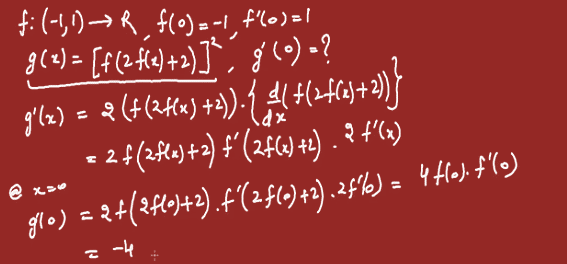 f: (-1,1) → R, f(0) = -1, f'(0) = 1
g(x) = [f(2f(x)+2)]², g'(0) = ?
g'(x) = 2(f(2f(x)+2)).{d/dx(f(2f(x)+2))}
= 2f(2f(x)+2) f'(2f(x)+2) . 2f'(x)
@ x=0
g'(0) = 2f(2f(0)+2).f'(2f(0)+2).2f'(0) = 4f(0).f'(0)
= -4